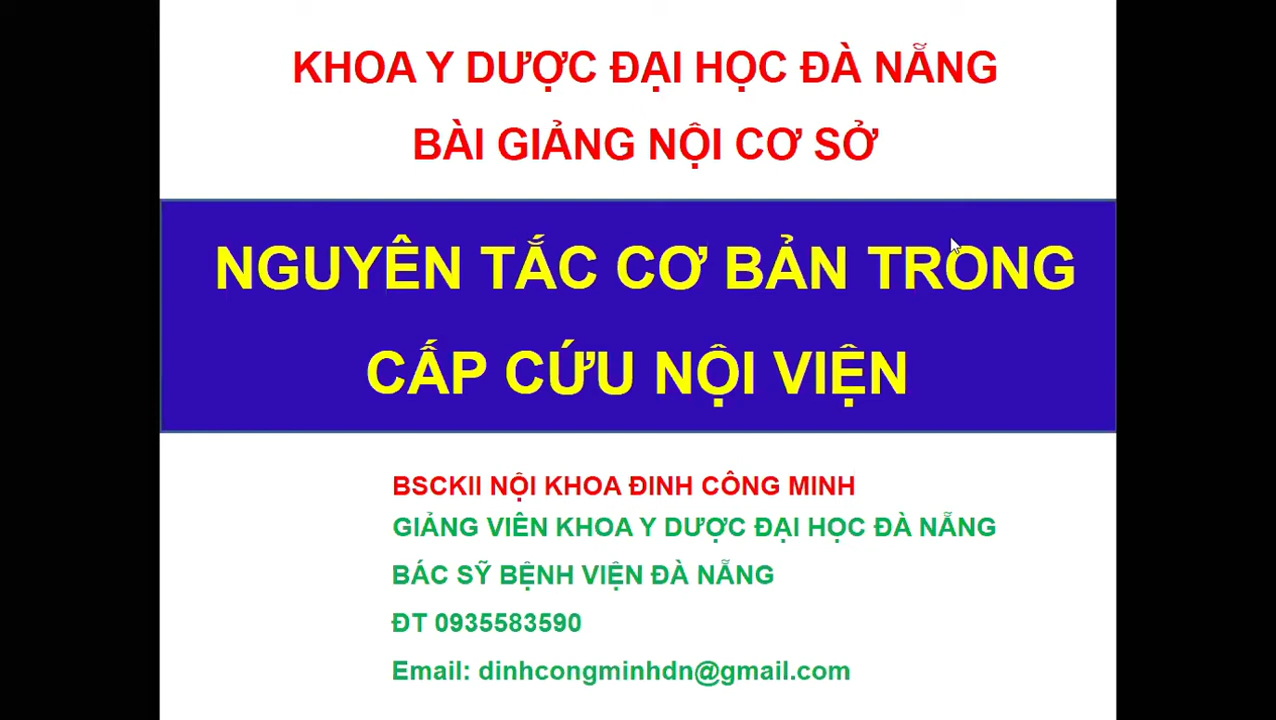 KHOA Y DƯỢC ĐẠI HỌC ĐÀ NẴNG
BÀI GIẢNG NỘI CƠ SỞ
NGUYÊN TẮC CƠ BẢN TRONG
CẤP CỨU NỘI VIỆN
BSCKII NỘI KHOA ĐINH CÔNG MINH
GIẢNG VIÊN KHOA Y DƯỢC ĐẠI HỌC ĐÀ NẴNG
BÁC SỸ BỆNH VIỆN ĐÀ NẴNG
ĐT 0935583590
Email: dinhcongminhdn@gmail.com